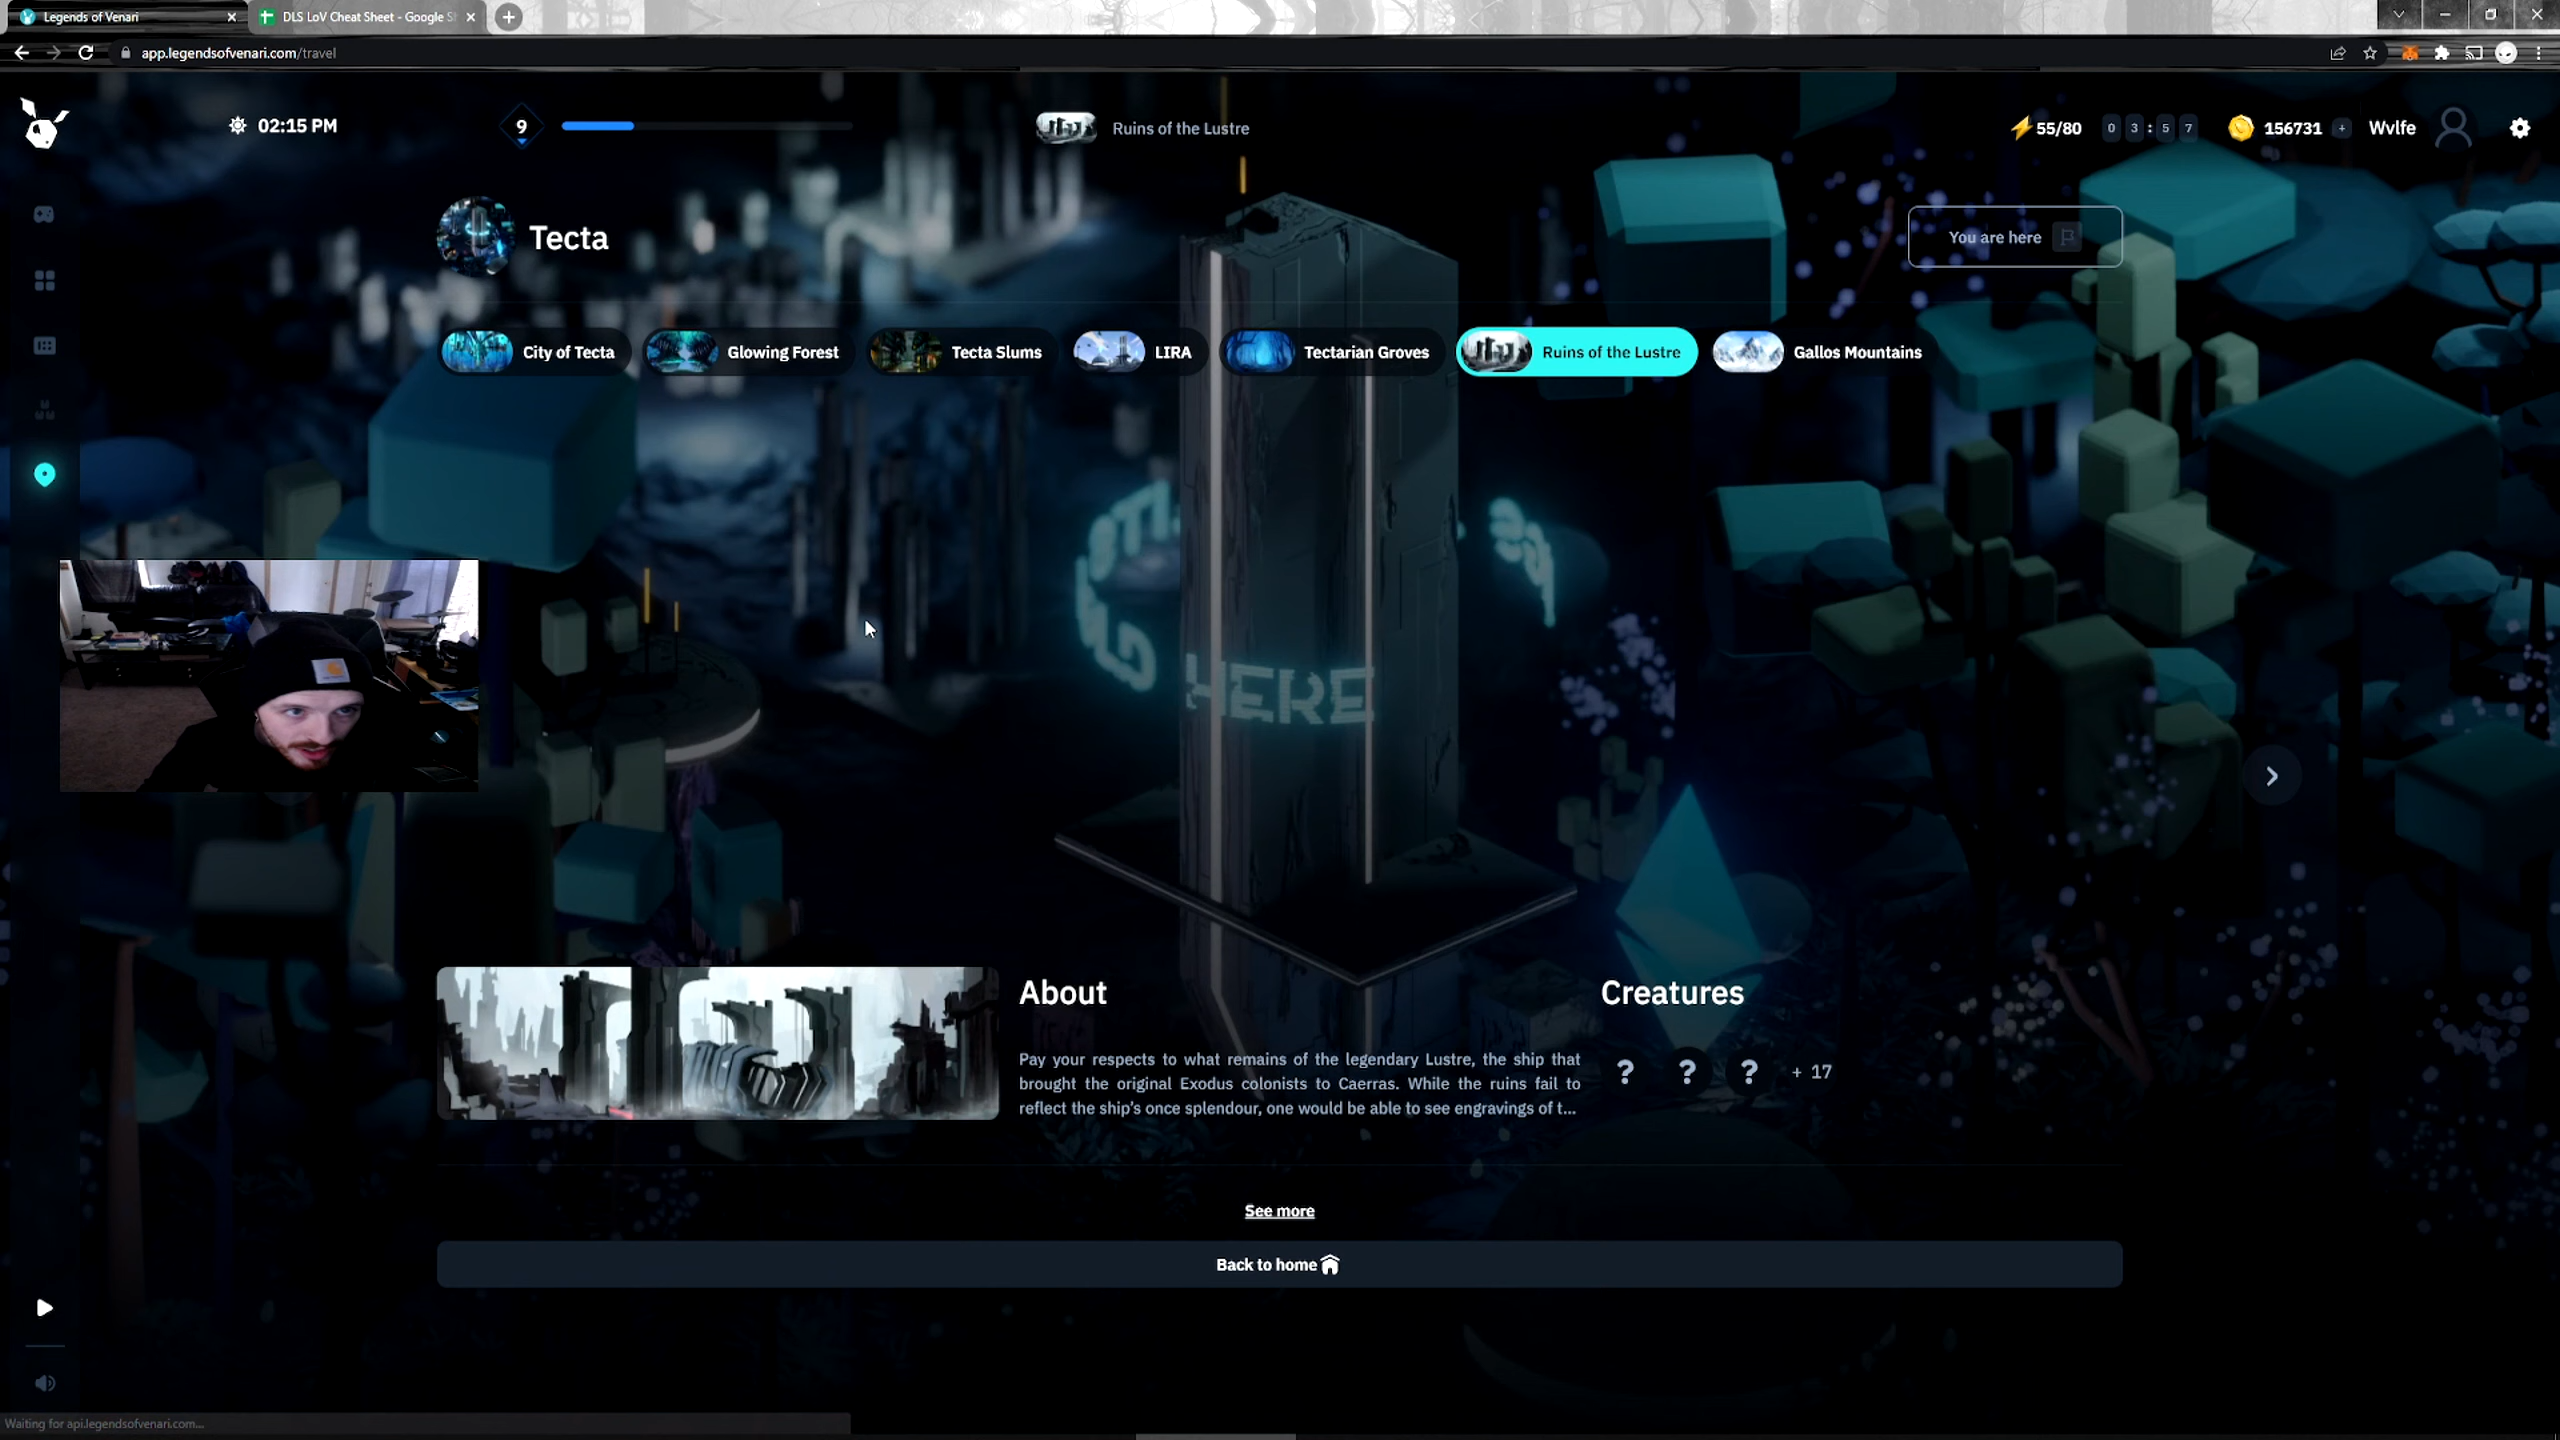 Legends of Venari
DLS LoV Cheat Sheet - Google S
app.legendsofvenari.com/travel
02:15 PM
9
Ruins of the Lustre
55/80
0 3 : 5 7
156731 +
Wvlfe
Tecta
You are here
City of Tecta
Glowing Forest
Tecta Slums
LIRA
Tectarian Groves
Ruins of the Lustre
Gallos Mountains
HERE
About
Creatures
Pay your respects to what remains of the legendary Lustre, the ship that
brought the original Exodus colonists to Caerras. While the ruins fail to
reflect the ship's once splendour, one would be able to see engravings of t...
? ? ? + 17
See more
Back to home
Waiting for api.legendsofvenari.com...